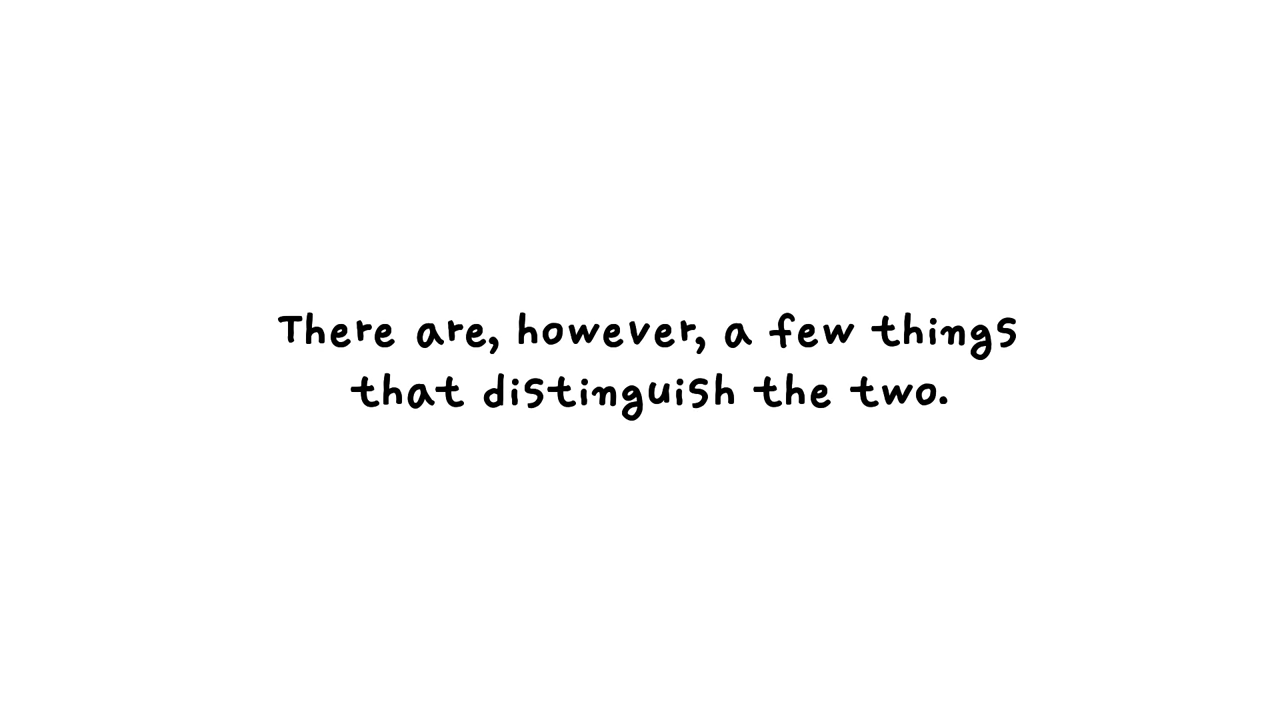 There are, however, a few things
that distinguish the two.